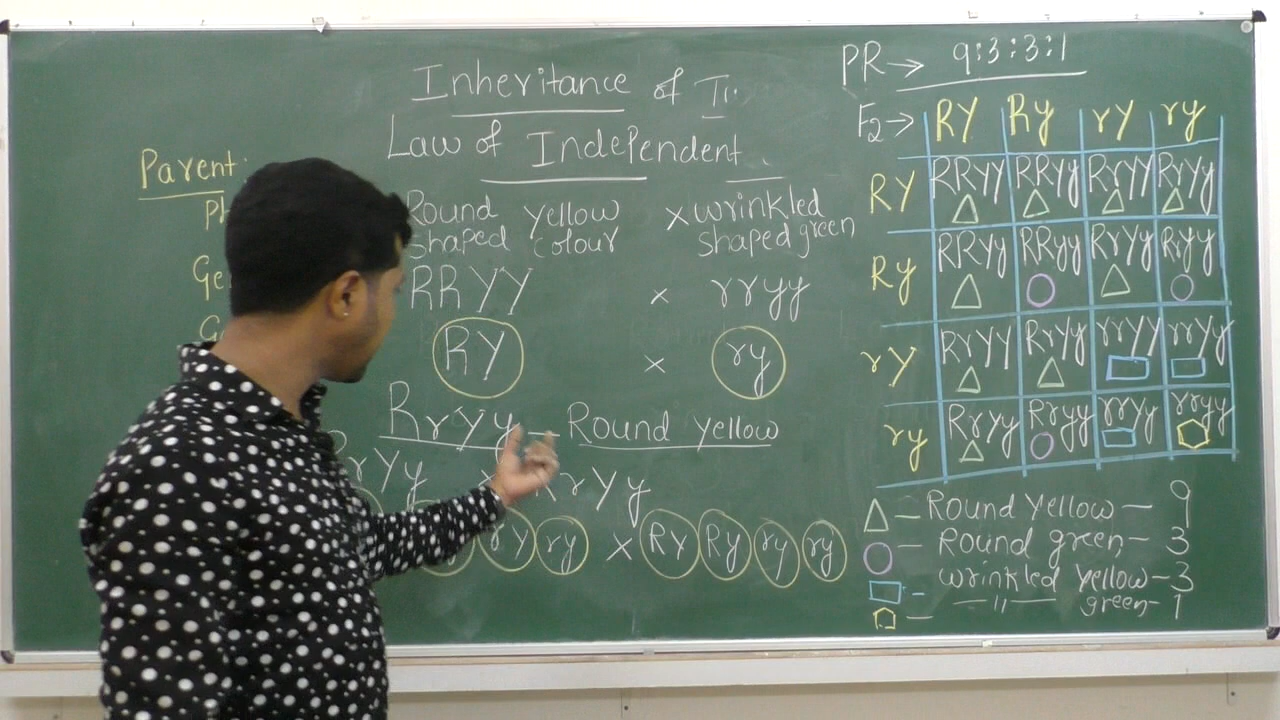 Inheritance of
Law of Independent
Parent
Round yellow × wrinkled
shaped colour shaped green
RRYY × rryy
RY × ry
RrYy – Round yellow
rYy × RrYy
ry × RY Ry rY ry
PR → 9:3:3:1
F2 → RY Ry rY ry
RY RRYY RRYy RrYY RrYy
Ry RRYy RRyy RrYy Rryy
rY RrYY RrYy rrYY rrYy
ry RrYy Rryy rrYy rryy
△ – Round Yellow – 9
○ – Round green – 3
– wrinkled yellow – 3
– –"– green – 1